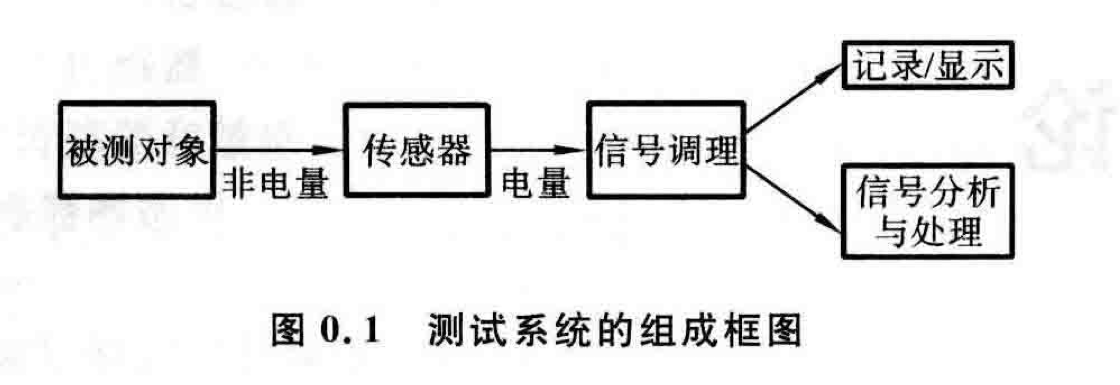 记录/显示
被测对象
传感器
信号调理
非电量
电量
信号分析
与处理
图 0.1 测试系统的组成框图